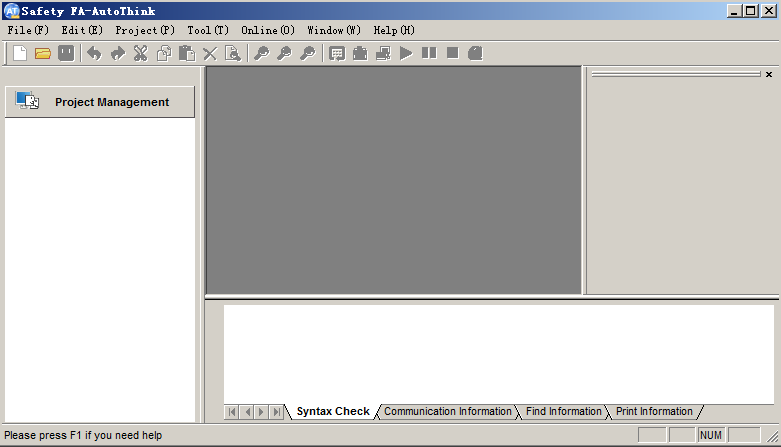 AT Safety FA-AutoThink
File(F) Edit(E) Project(P) Tool(T) Online(O) Window(W) Help(H)
Project Management
Syntax Check Communication Information Find Information Print Information
Please press F1 if you need help NUM